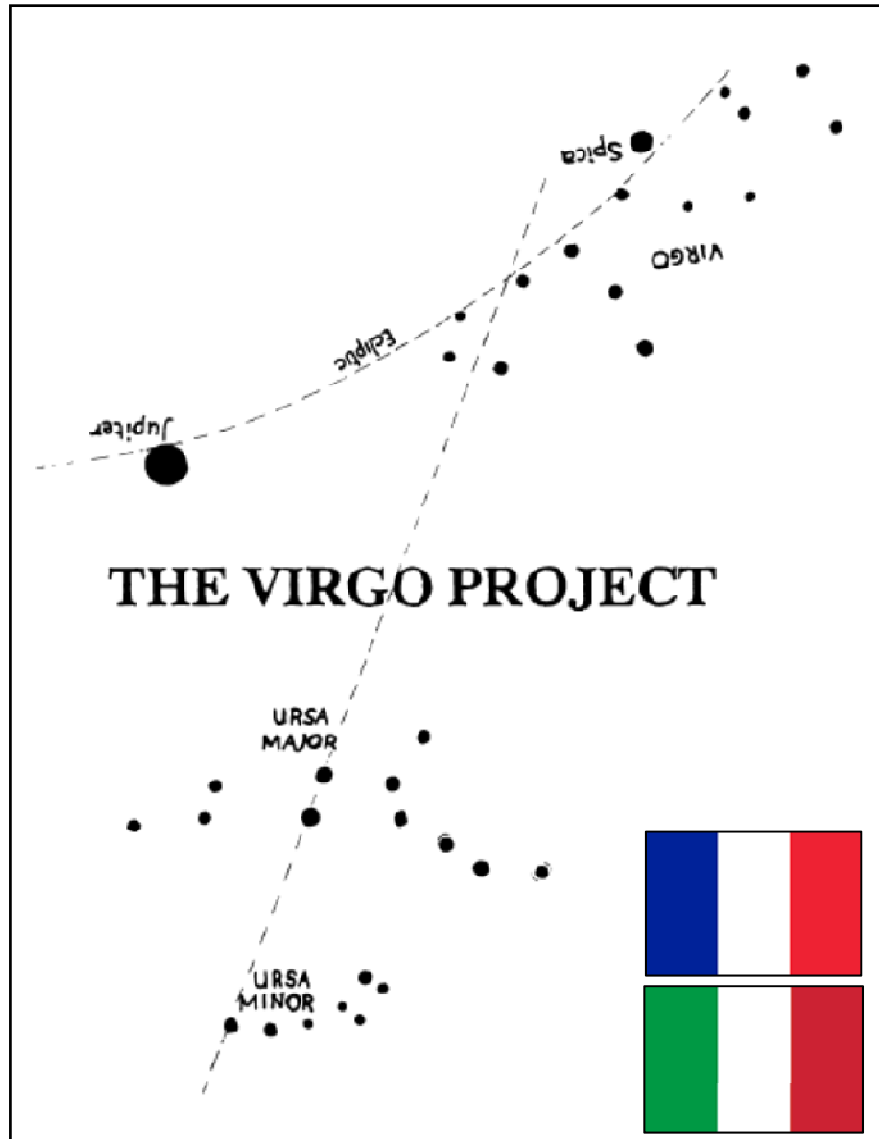 Spica
VIRGO
Ecliptic
Jupiter
THE VIRGO PROJECT
URSA
MAJOR
URSA
MINOR